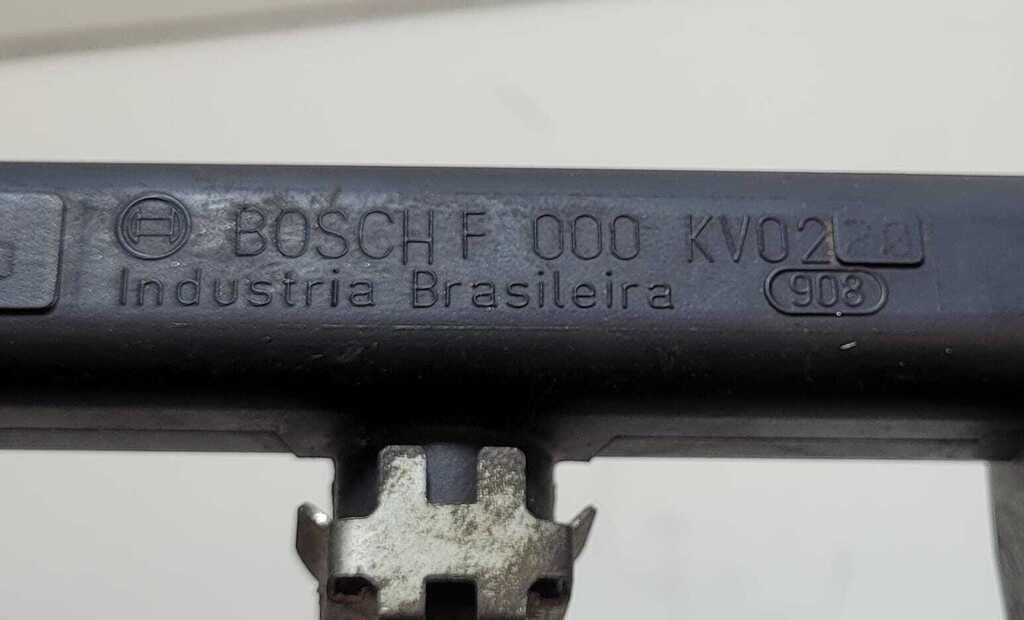 BOSCH F 000 KV02
Industria Brasileira 908